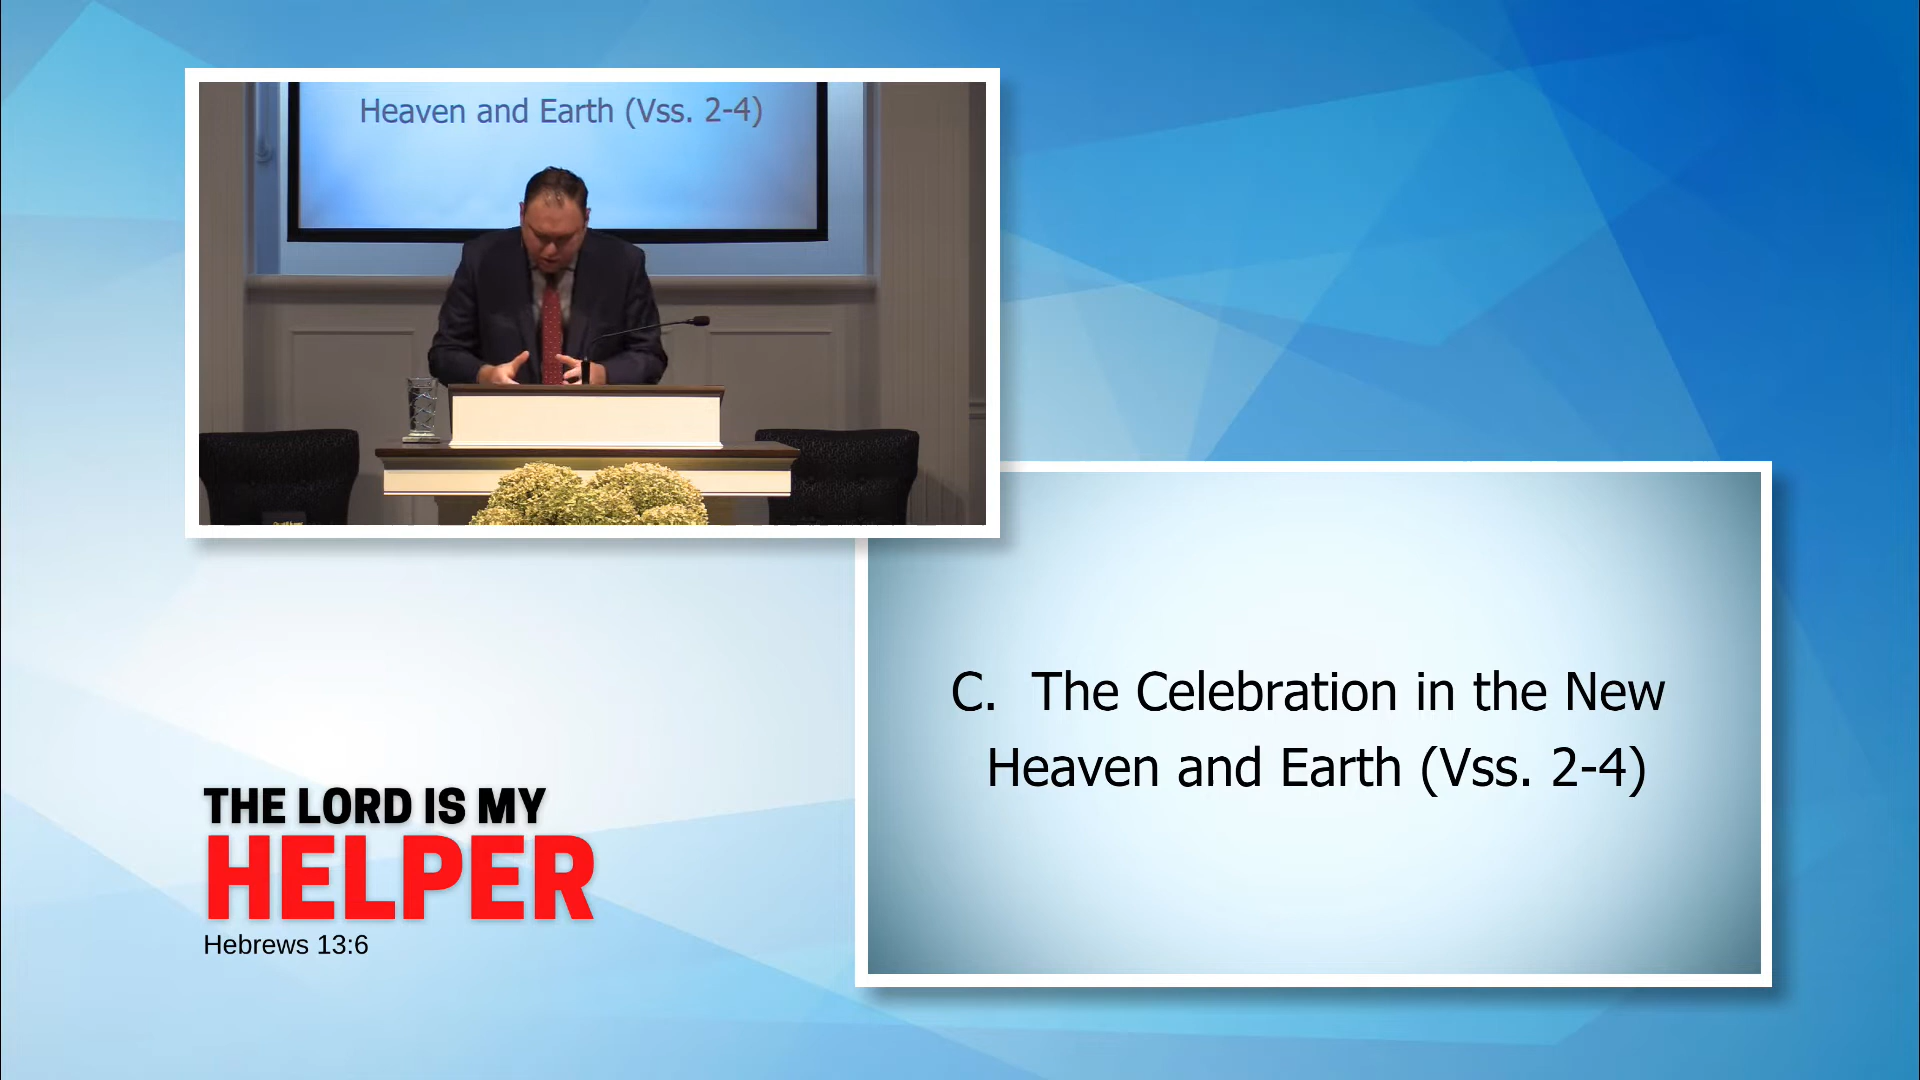 Heaven and Earth (Vss. 2-4)
C. The Celebration in the New
Heaven and Earth (Vss. 2-4)
THE LORD IS MY
HELPER
Hebrews 13:6